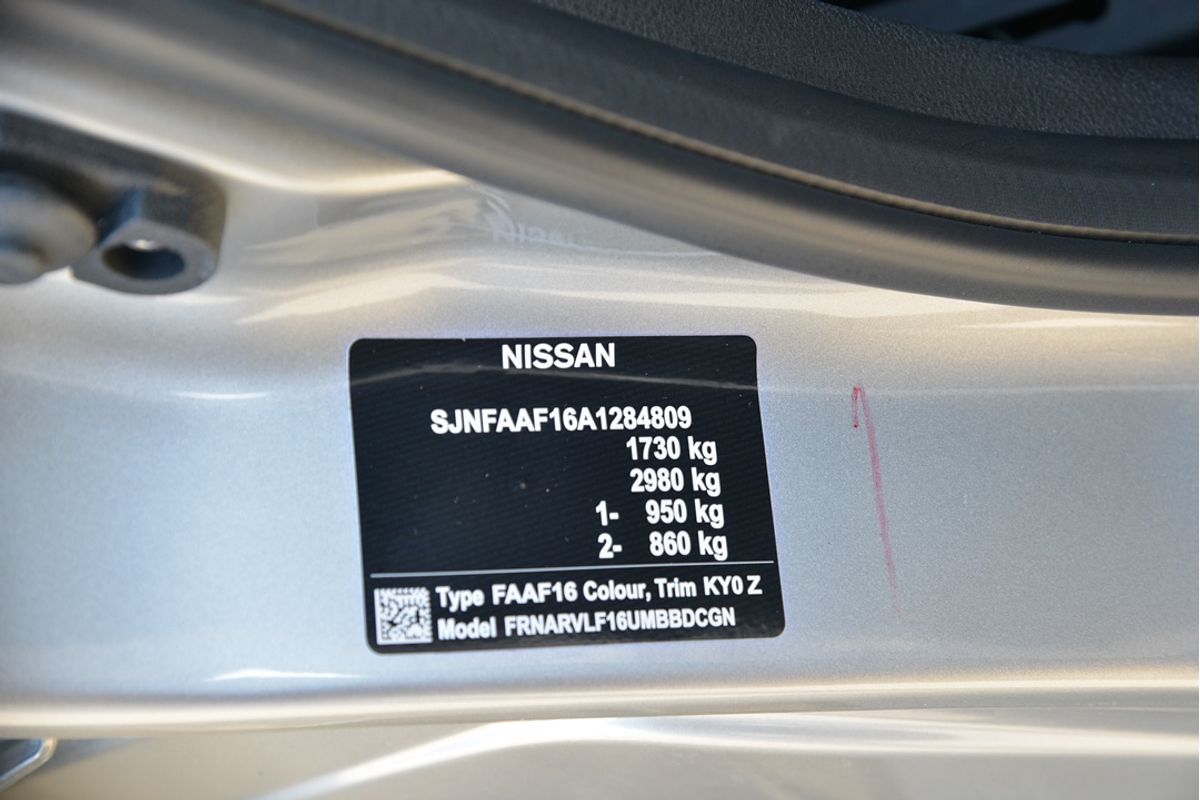 NISSAN
SJNFAAF16A1284809
1730 kg
2980 kg
1- 950 kg
2- 860 kg
Type FAAF16 Colour, Trim KY0 Z
Model FRNARVLF16UMBBDCGN